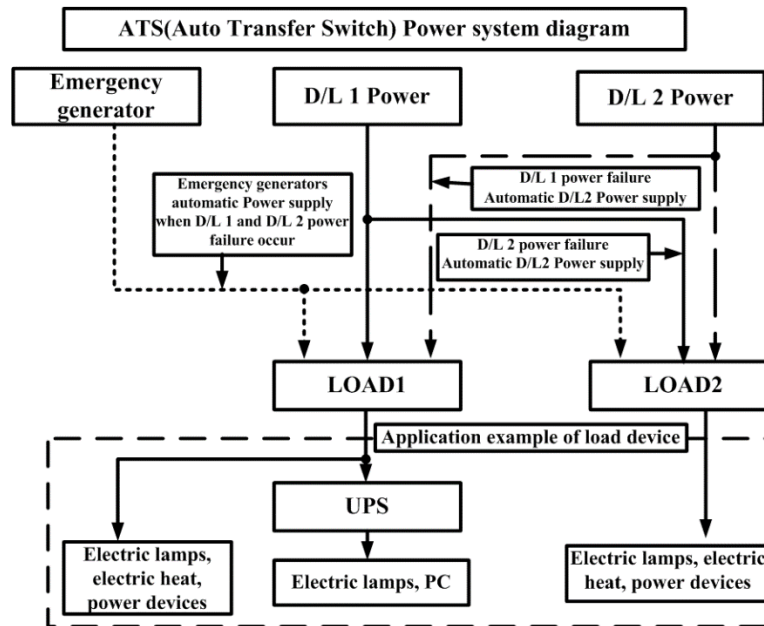 ATS(Auto Transfer Switch) Power system diagram
Emergency
generator
D/L 1 Power
D/L 2 Power
Emergency generators
automatic Power supply
when D/L 1 and D/L 2 power
failure occur
D/L 1 power failure
Automatic D/L2 Power supply
D/L 2 power failure
Automatic D/L2 Power supply
LOAD1
LOAD2
Application example of load device
UPS
Electric lamps,
electric heat,
power devices
Electric lamps, PC
Electric lamps, electric
heat, power devices